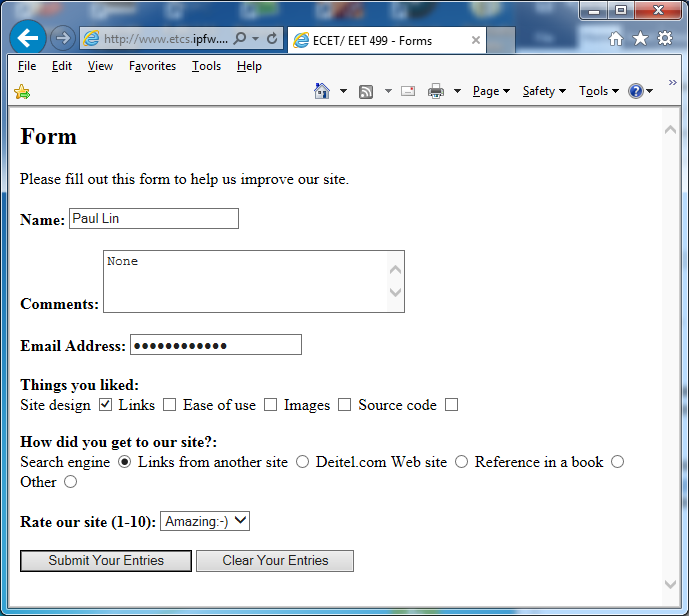 http://www.etcs.ipfw....
ECET/ EET 499 - Forms
File Edit View Favorites Tools Help
Page Safety Tools
Form
Please fill out this form to help us improve our site.
Name: Paul Lin
None
Comments:
Email Address: ●●●●●●●●●●●●
Things you liked:
Site design Links Ease of use Images Source code
How did you get to our site?:
Search engine Links from another site Deitel.com Web site Reference in a book
Other
Rate our site (1-10): Amazing:-)
Submit Your Entries Clear Your Entries